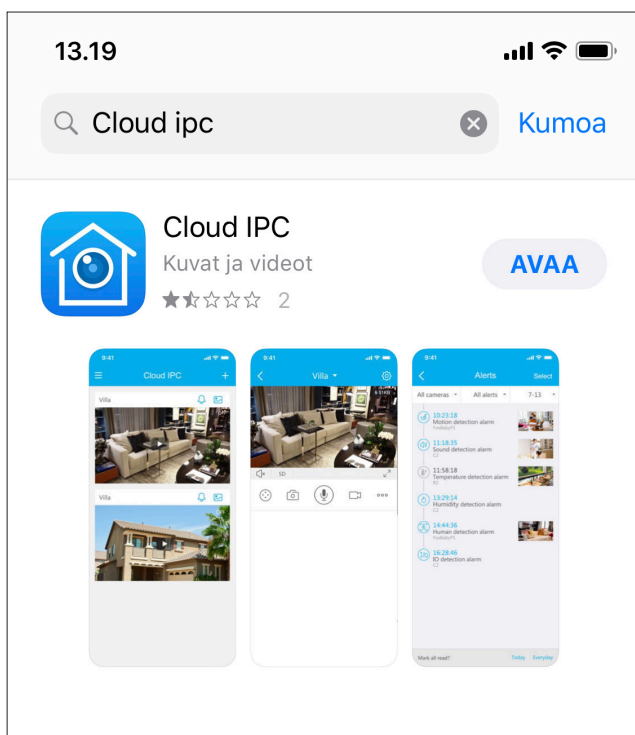 13.19
Cloud ipc
Kumoa
Cloud IPC
Kuvat ja videot
AVAA
2
9:41
Cloud IPC
Villa
Villa
9:41
Villa
SD
9:41
Alerts
Select
All cameras
All alerts
7-13
10:23:18
Motion detection alarm
11:18:35
Sound detection alarm
C2
11:58:18
Temperature detection alarm
13:29:14
Humidity detection alarm
C2
14:44:36
Human detection alarm
16:28:46
IO detection alarm
C2
Mark all read?
Today
Everyday